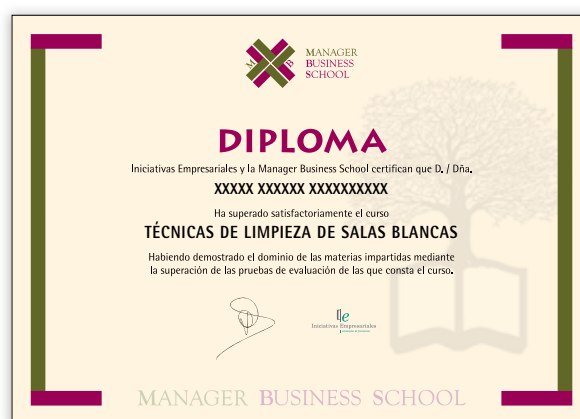 M B
MANAGER
BUSINESS
SCHOOL
DIPLOMA
Iniciativas Empresariales y la Manager Business School certifican que D. / Dña.
XXXXX XXXXXX XXXXXXXXXX
Ha superado satisfactoriamente el curso
TÉCNICAS DE LIMPIEZA DE SALAS BLANCAS
Habiendo demostrado el dominio de las materias impartidas mediante
la superación de las pruebas de evaluación de las que consta el curso.
Iniciativas Empresariales
MANAGER BUSINESS SCHOOL